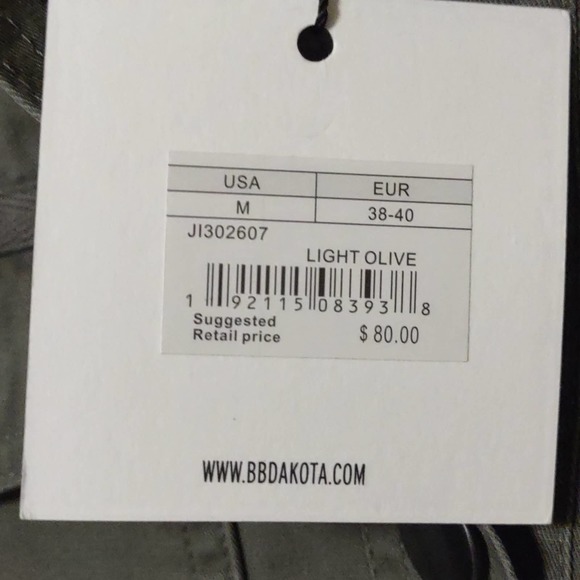 USA EUR
M 38-40
JI302607
LIGHT OLIVE
1 92115 08393 8
Suggested
Retail price $ 80.00
WWW.BBDAKOTA.COM